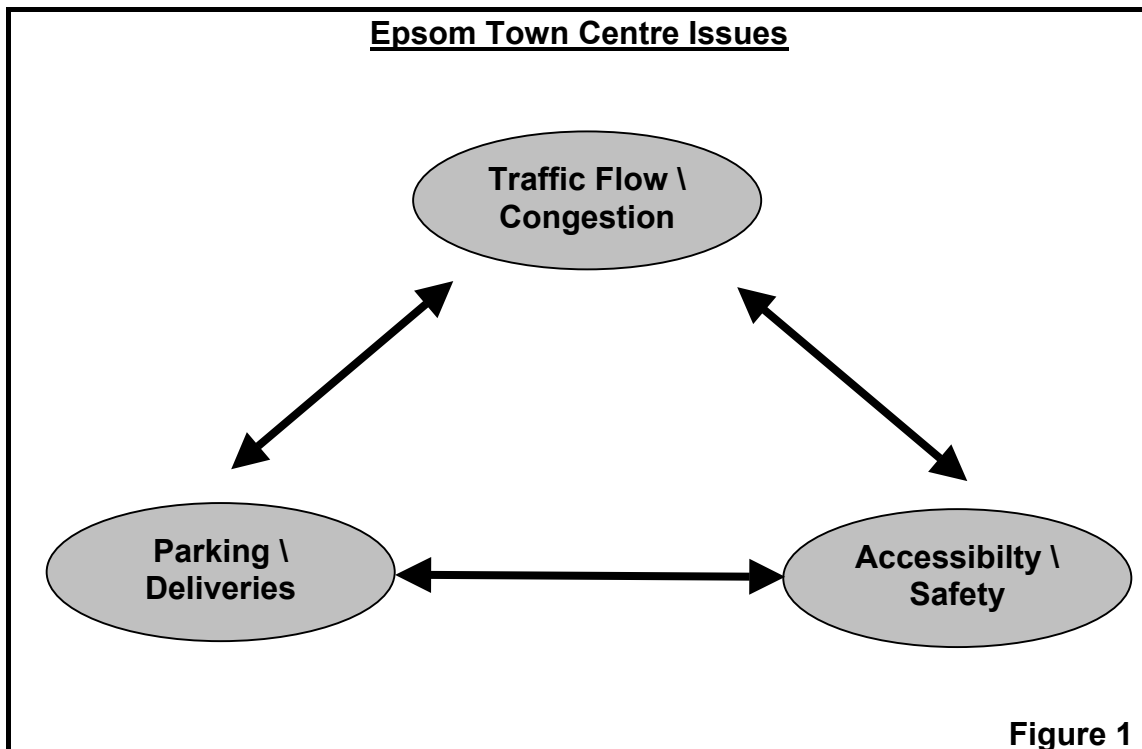 Epsom Town Centre Issues
Traffic Flow \
Congestion
Parking \
Deliveries
Accessibilty \
Safety
Figure 1